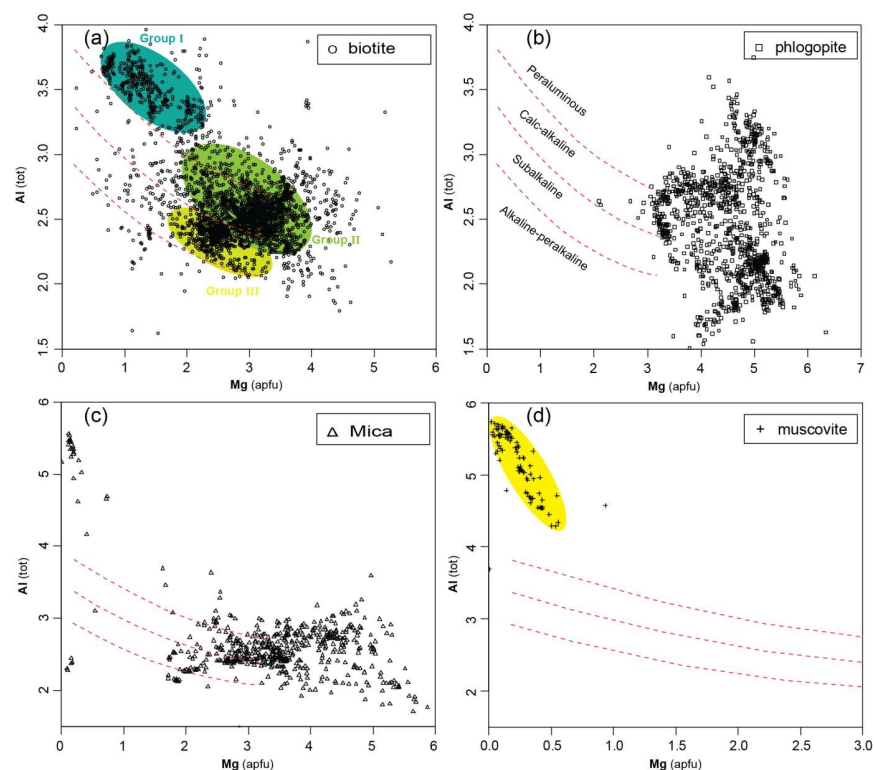 (a)
Group I
biotite
Group II
Group III
4.0
3.5
3.0
2.5
2.0
1.5
Al (tot)
0 1 2 3 4 5 6
Mg (apfu)
(b)
phlogopite
Peraluminous
Calc-alkaline
Subalkaline
Alkaline-peralkaline
4.0
3.5
3.0
2.5
2.0
1.5
Al (tot)
0 1 2 3 4 5 6 7
Mg (apfu)
(c)
Mica
6
5
4
3
2
Al (tot)
0 1 2 3 4 5 6
Mg (apfu)
(d)
muscovite
6
5
4
3
2
Al (tot)
0.0 0.5 1.0 1.5 2.0 2.5 3.0
Mg (apfu)